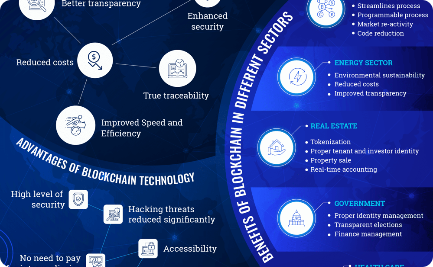 Better transparency
Enhanced
security
Reduced costs
True traceability
Improved Speed and
Efficiency
ADVANTAGES OF BLOCKCHAIN TECHNOLOGY
High level of
security
Hacking threats
reduced significantly
Accessibility
No need to pay
BENEFITS OF BLOCKCHAIN IN DIFFERENT SECTORS
• Streamlines process
• Programmable process
• Market re-activity
• Code reduction
• ENERGY SECTOR
• Environmental sustainability
• Reduced costs
• Improved transparency
• REAL ESTATE
• Tokenization
• Proper tenant and investor identity
• Property sale
• Real-time accounting
• GOVERNMENT
• Proper identity management
• Transparent elections
• Finance management
• HEALTHCARE